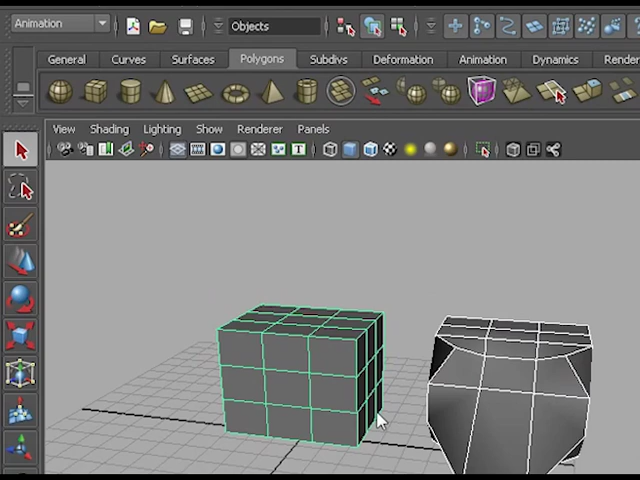 Animation Objects
General Curves Surfaces Polygons Subdivs Deformation Animation Dynamics Render
View Shading Lighting Show Renderer Panels
T